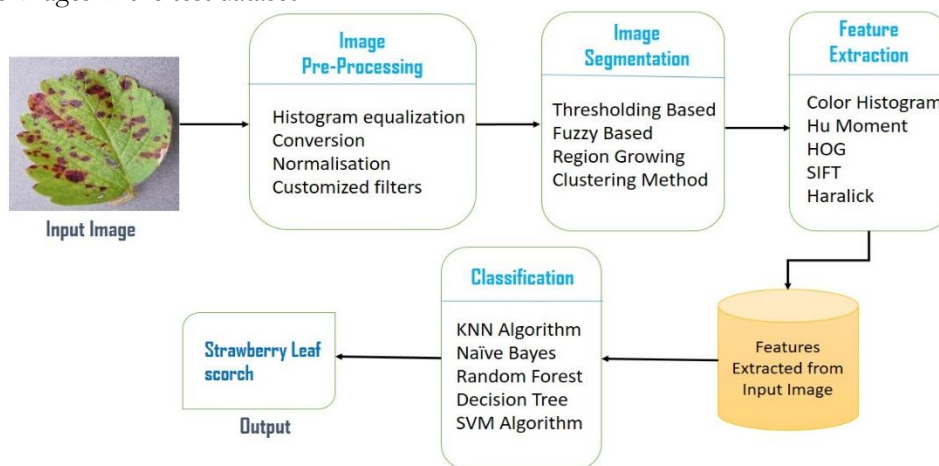 Image
Pre-Processing
Histogram equalization
Conversion
Normalisation
Customized filters
Image
Segmentation
Thresholding Based
Fuzzy Based
Region Growing
Clustering Method
Feature
Extraction
Color Histogram
Hu Moment
HOG
SIFT
Haralick
Input Image
Features
Extracted from
Input Image
Classification
KNN Algorithm
Naïve Bayes
Random Forest
Decision Tree
SVM Algorithm
Strawberry Leaf
scorch
Output